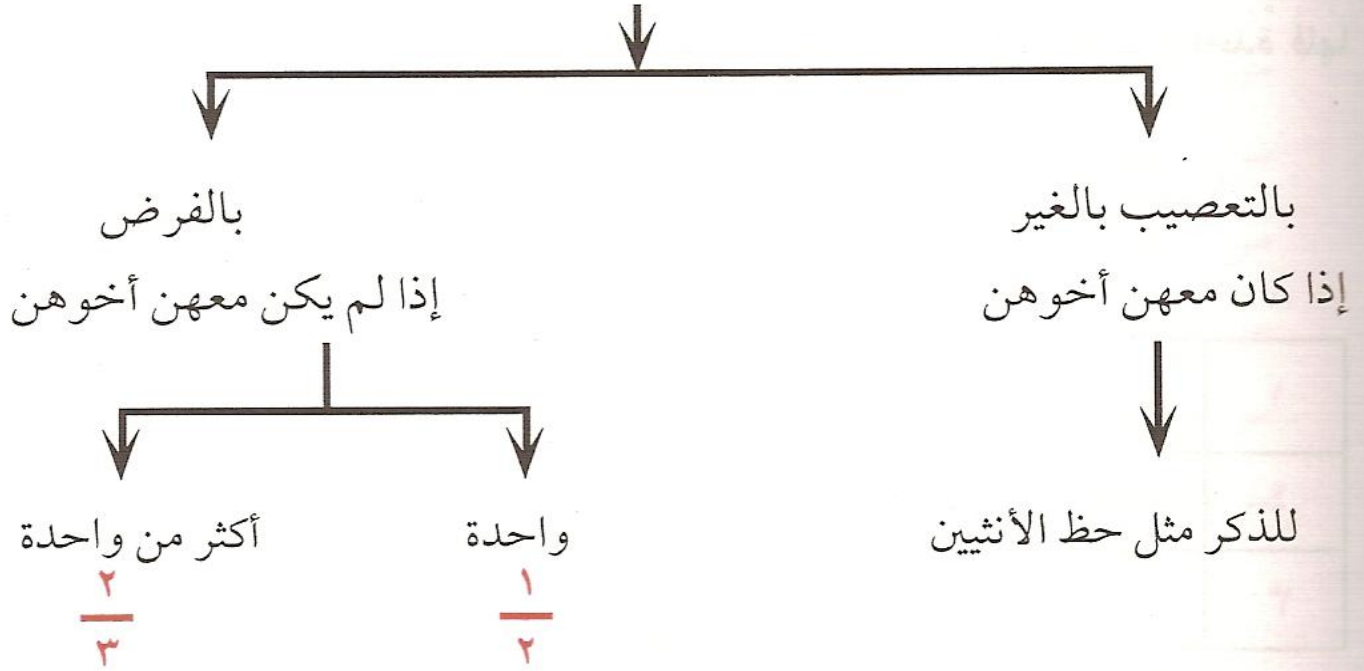 بالتعصيب بالغير
إذا كان معهن أخوهن
للذكر مثل حظ الأنثيين
بالفرض
إذا لم يكن معهن أخوهن
واحدة
١
٢
أكثر من واحدة
٢
٣